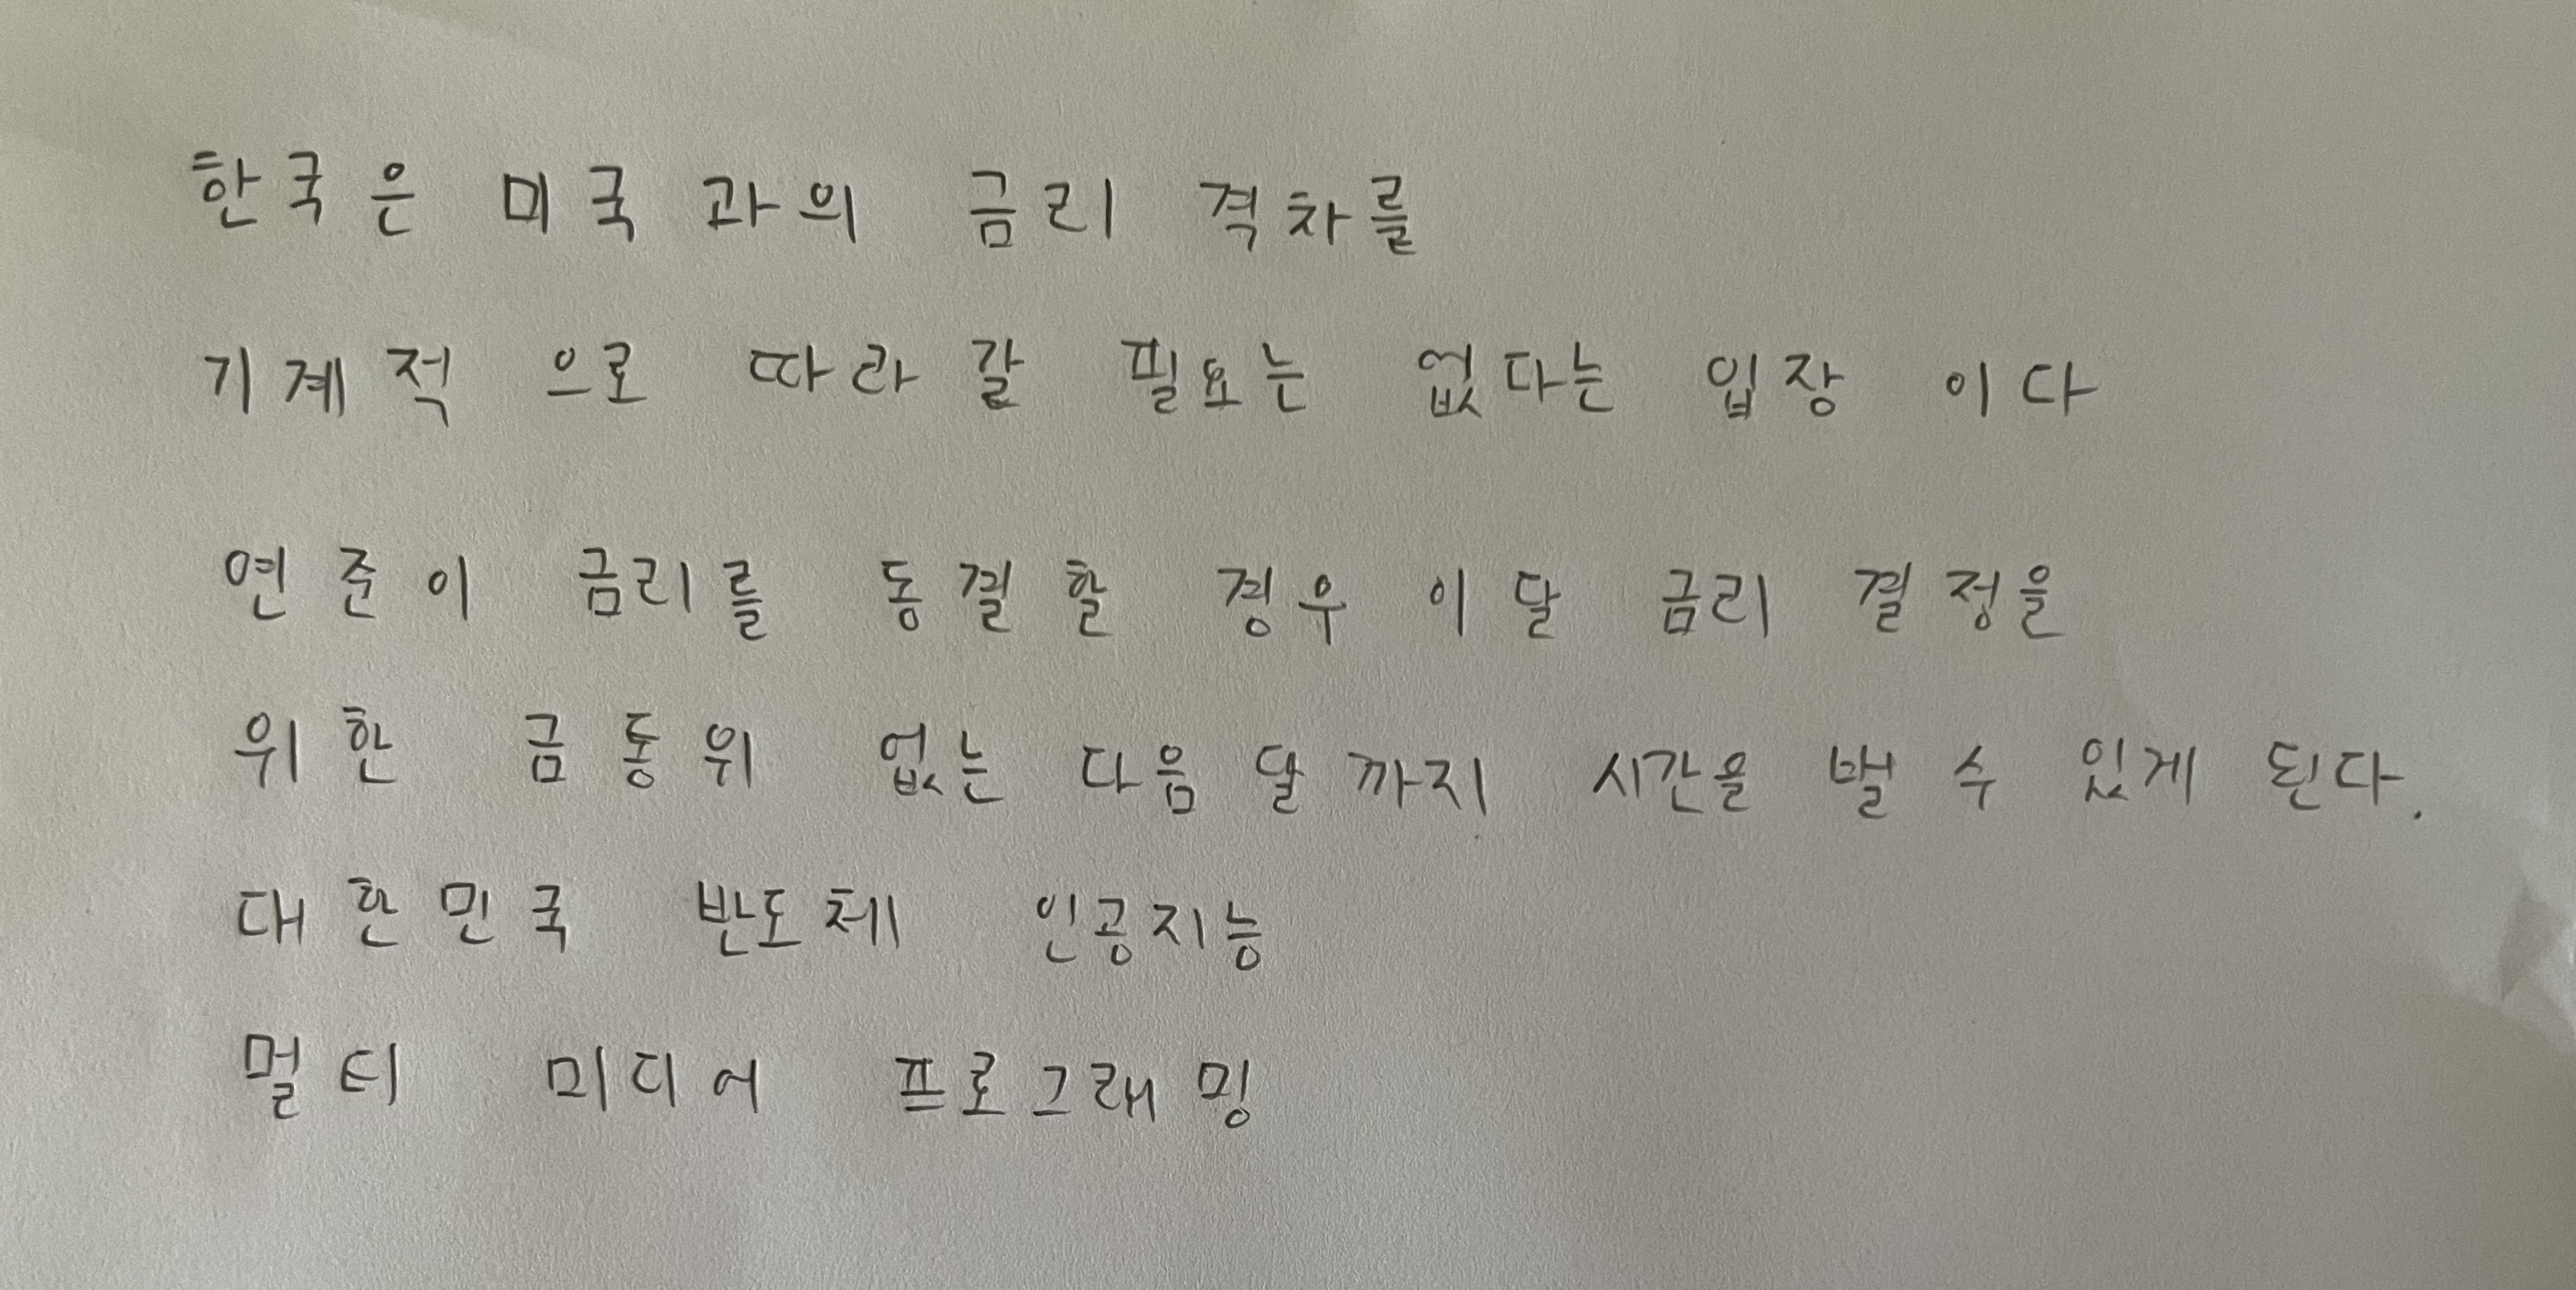 한국은 미국과의 금리 격차를
기계적으로 따라갈 필요는 없다는 입장 이다
연준이 금리를 동결할 경우 이달 금리 결정을
위한 금통위 없는 다음 달까지 시간을 벌 수 있게 된다.
대한민국 반도체 인공지능
멀티 미디어 프로그래밍